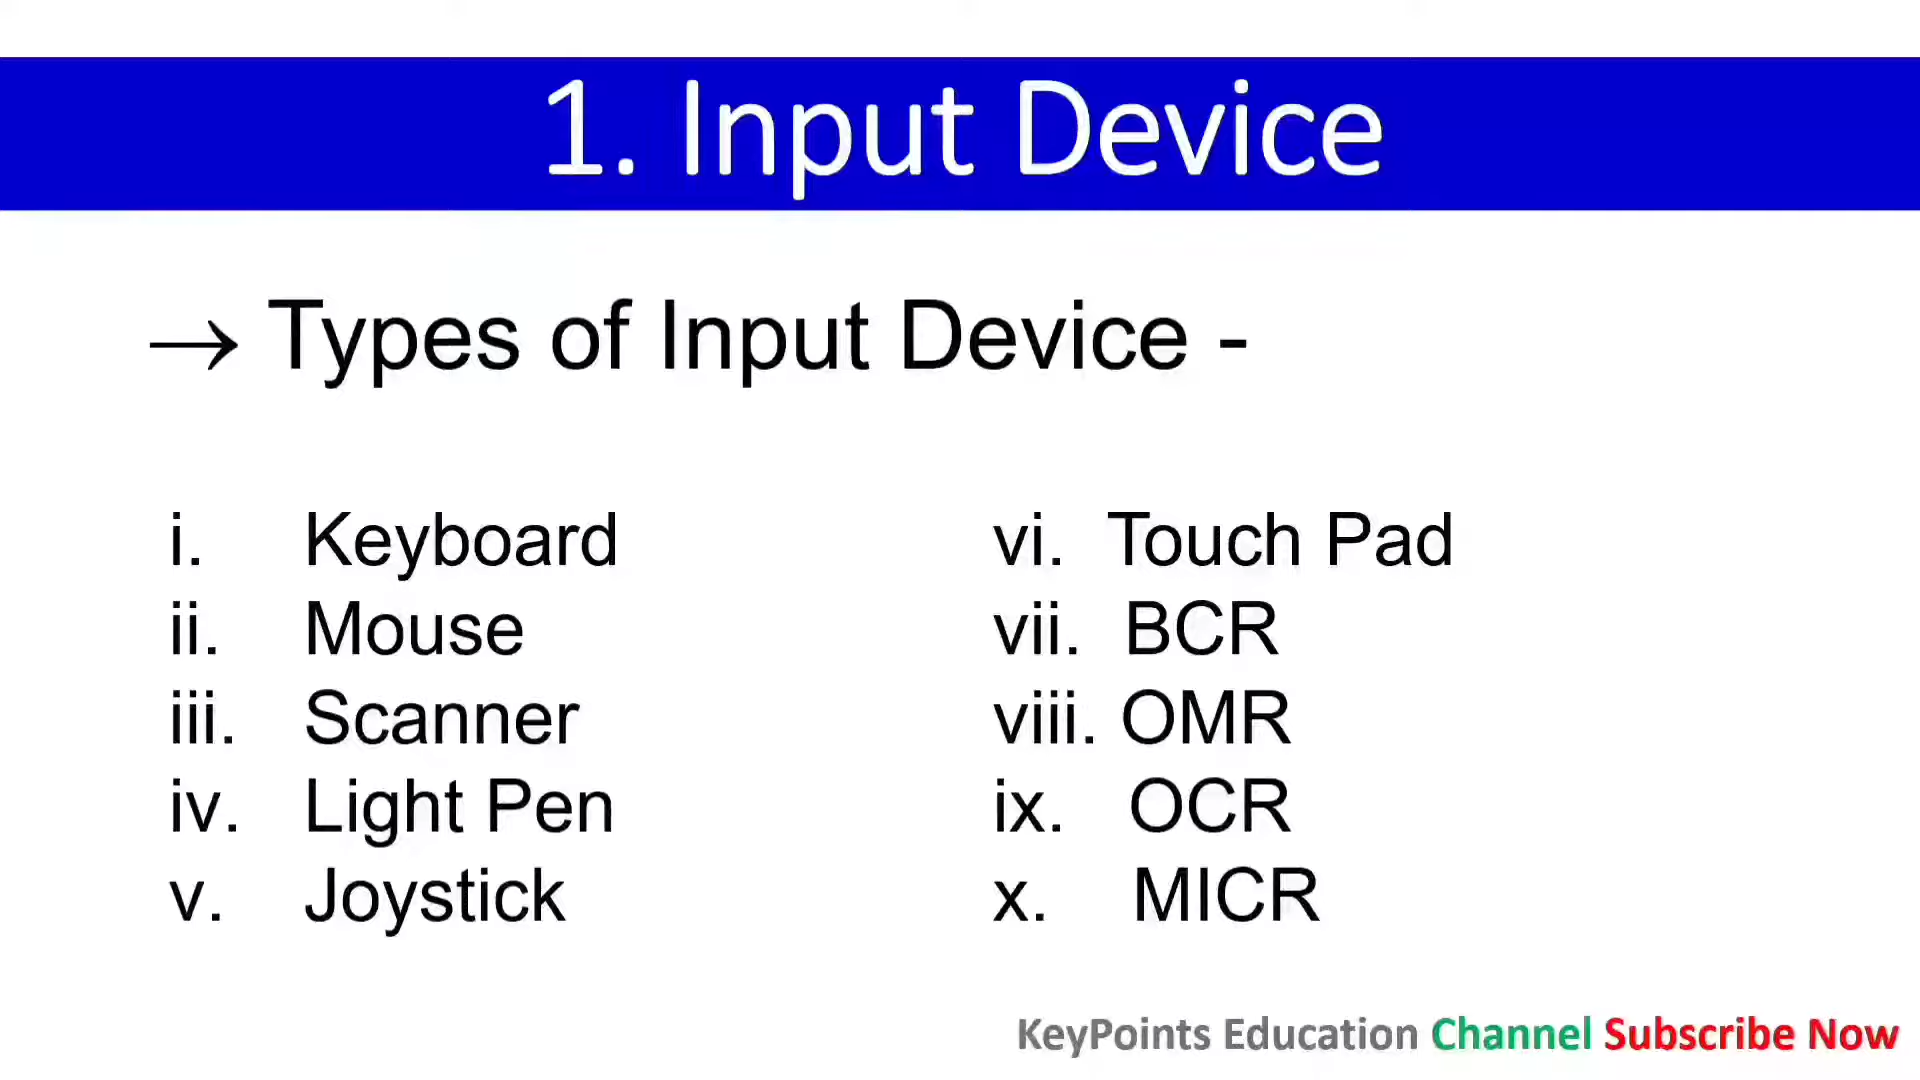 1. Input Device
→ Types of Input Device -
i. Keyboard
ii. Mouse
iii. Scanner
iv. Light Pen
v. Joystick
vi. Touch Pad
vii. BCR
viii. OMR
ix. OCR
x. MICR
KeyPoints Education Channel Subscribe Now